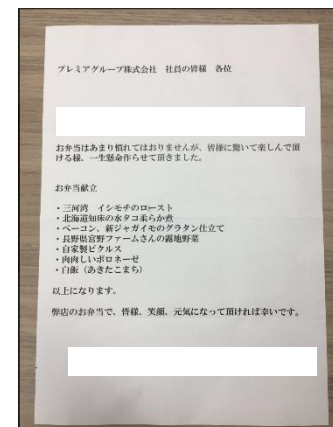 プレミアグループ株式会社　社員の皆様　各位
お弁当はあまり慣れてはおりませんが、皆様に驚いて楽しんで頂
ける様、一生懸命作らせて頂きました。
お弁当献立
・三河湾　イシモチのロースト
・北海道知床の水タコ柔らか煮
・ベーコン、新ジャガイモのグラタン仕立て
・長野県宮野ファームさんの露地野菜
・自家製ピクルス
・肉肉しいボロネーゼ
・白飯（あきたこまち）
以上になります。
弊店のお弁当で、皆様、笑顔、元気になって頂ければ幸いです。